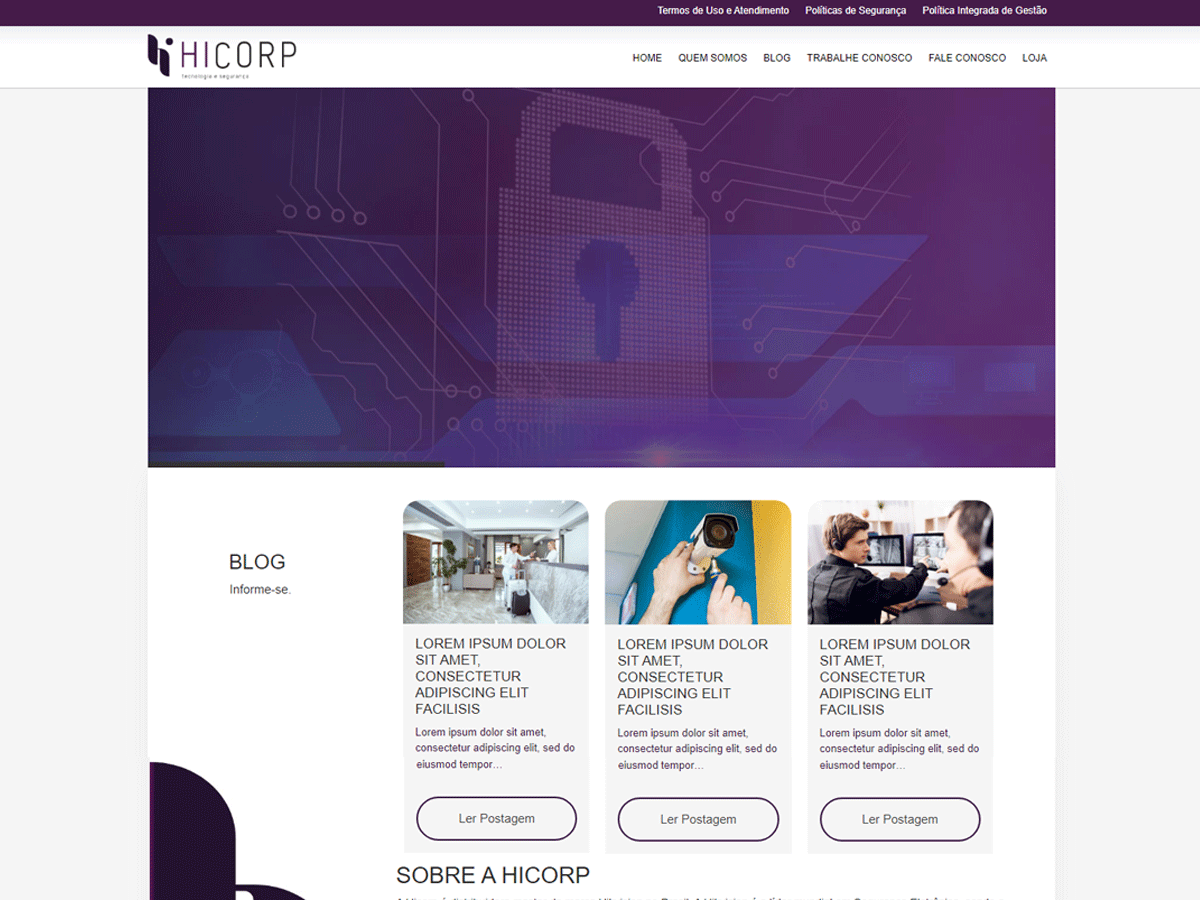 Termos de Uso e Atendimento Políticas de Segurança Política Integrada de Gestão
HICORP
tecnologia e segurança
HOME QUEM SOMOS BLOG TRABALHE CONOSCO FALE CONOSCO LOJA
BLOG
Informe-se.
LOREM IPSUM DOLOR
SIT AMET,
CONSECTETUR
ADIPISCING ELIT
FACILISIS
Lorem ipsum dolor sit amet,
consectetur adipiscing elit, sed do
eiusmod tempor…
Ler Postagem
LOREM IPSUM DOLOR
SIT AMET,
CONSECTETUR
ADIPISCING ELIT
FACILISIS
Lorem ipsum dolor sit amet,
consectetur adipiscing elit, sed do
eiusmod tempor…
Ler Postagem
LOREM IPSUM DOLOR
SIT AMET,
CONSECTETUR
ADIPISCING ELIT
FACILISIS
Lorem ipsum dolor sit amet,
consectetur adipiscing elit, sed do
eiusmod tempor…
Ler Postagem
SOBRE A HICORP